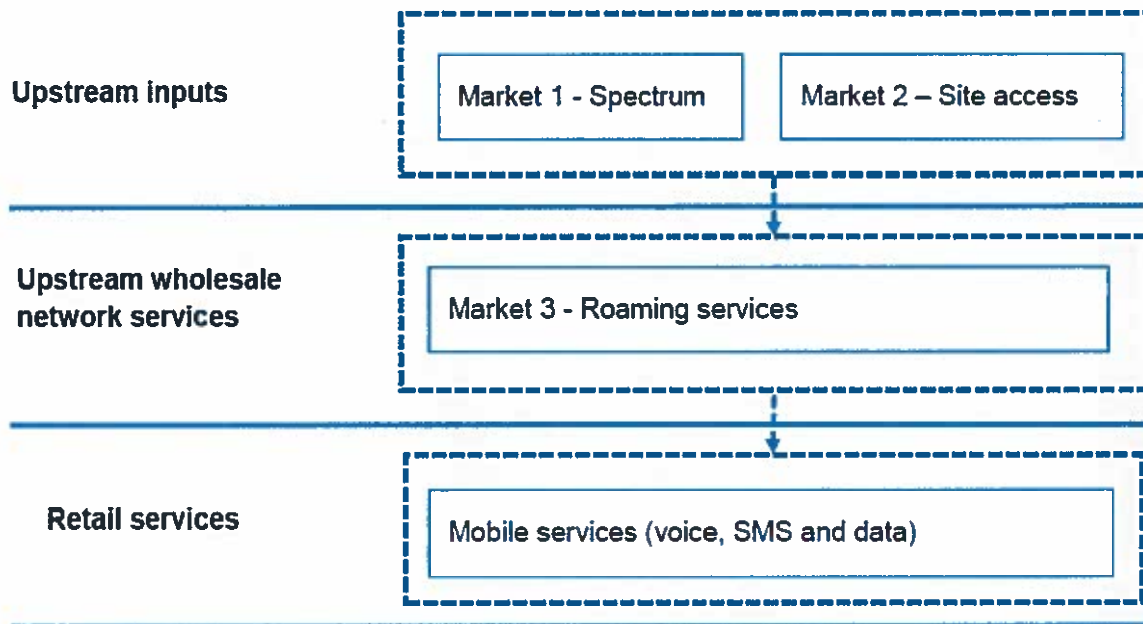 Upstream inputs
Market 1 - Spectrum
Market 2 – Site access
Upstream wholesale
network services
Market 3 - Roaming services
Retail services
Mobile services (voice, SMS and data)